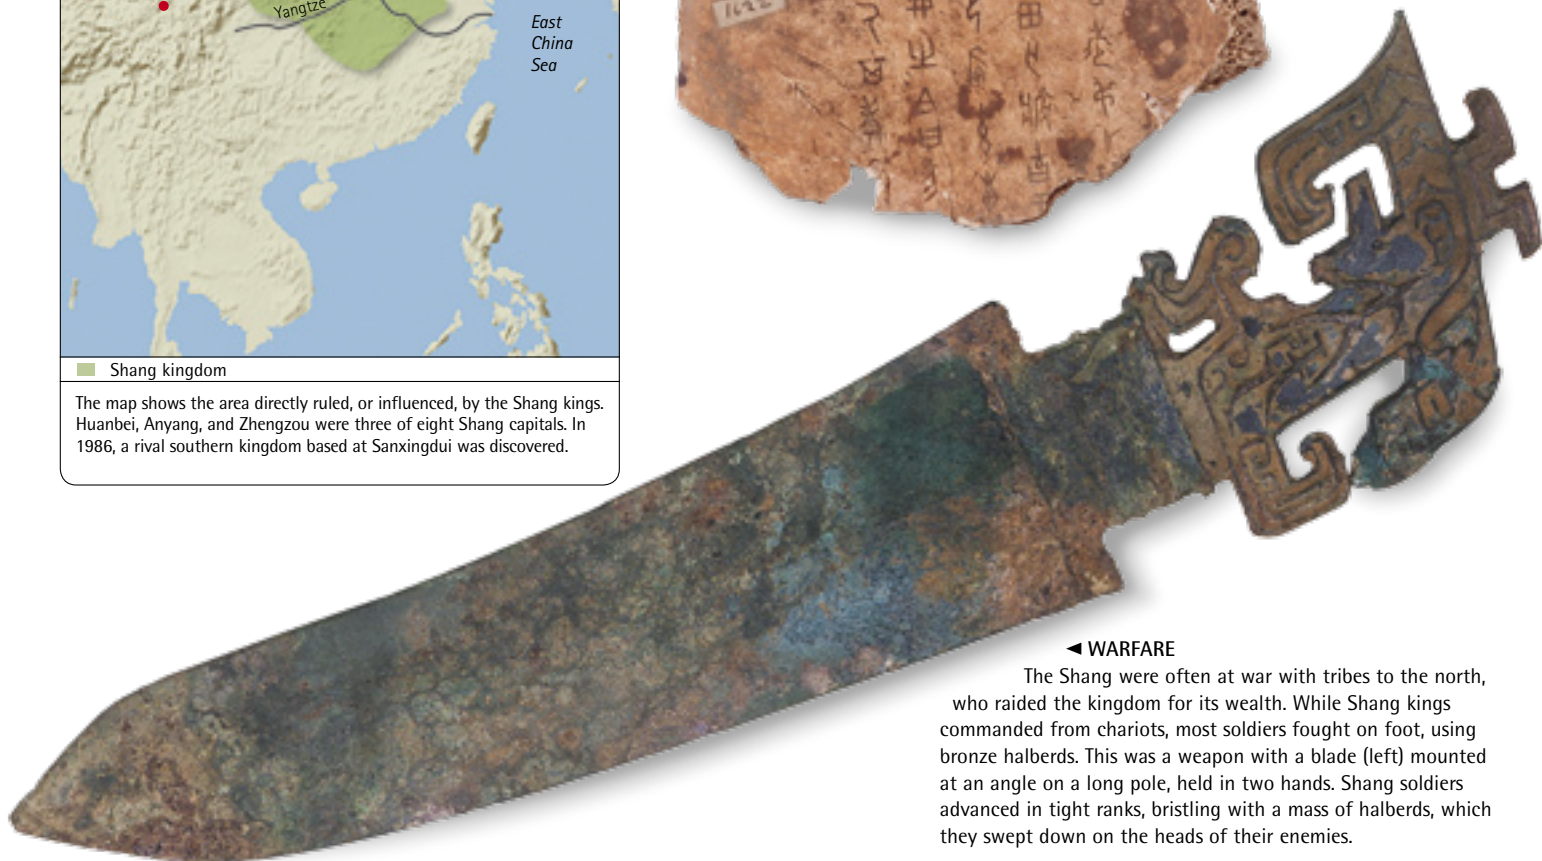 Yangtze
East
China
Sea
Shang kingdom
The map shows the area directly ruled, or influenced, by the Shang kings.
Huanbei, Anyang, and Zhengzou were three of eight Shang capitals. In
1986, a rival southern kingdom based at Sanxingdui was discovered.
◄ WARFARE
The Shang were often at war with tribes to the north,
who raided the kingdom for its wealth. While Shang kings
commanded from chariots, most soldiers fought on foot, using
bronze halberds. This was a weapon with a blade (left) mounted
at an angle on a long pole, held in two hands. Shang soldiers
advanced in tight ranks, bristling with a mass of halberds, which
they swept down on the heads of their enemies.